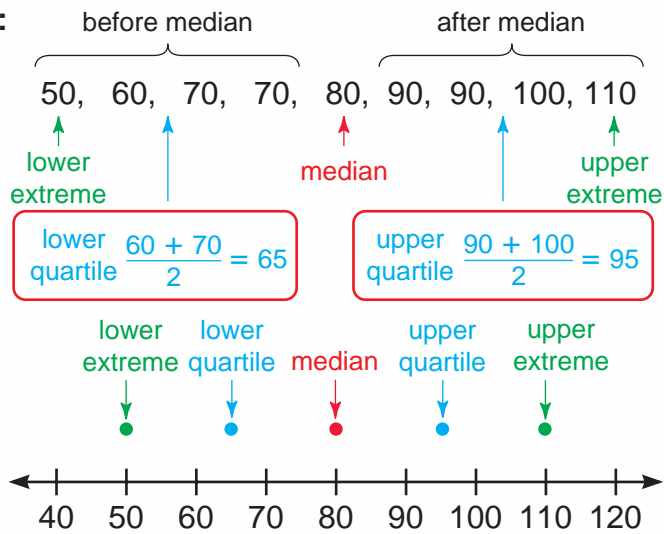 :
before median after median
50, 60, 70, 70, 80, 90, 90, 100, 110
lower extreme
median
upper extreme
lower quartile 60 + 70 / 2 = 65
upper quartile 90 + 100 / 2 = 95
lower extreme
lower quartile
median
upper quartile
upper extreme
40 50 60 70 80 90 100 110 120